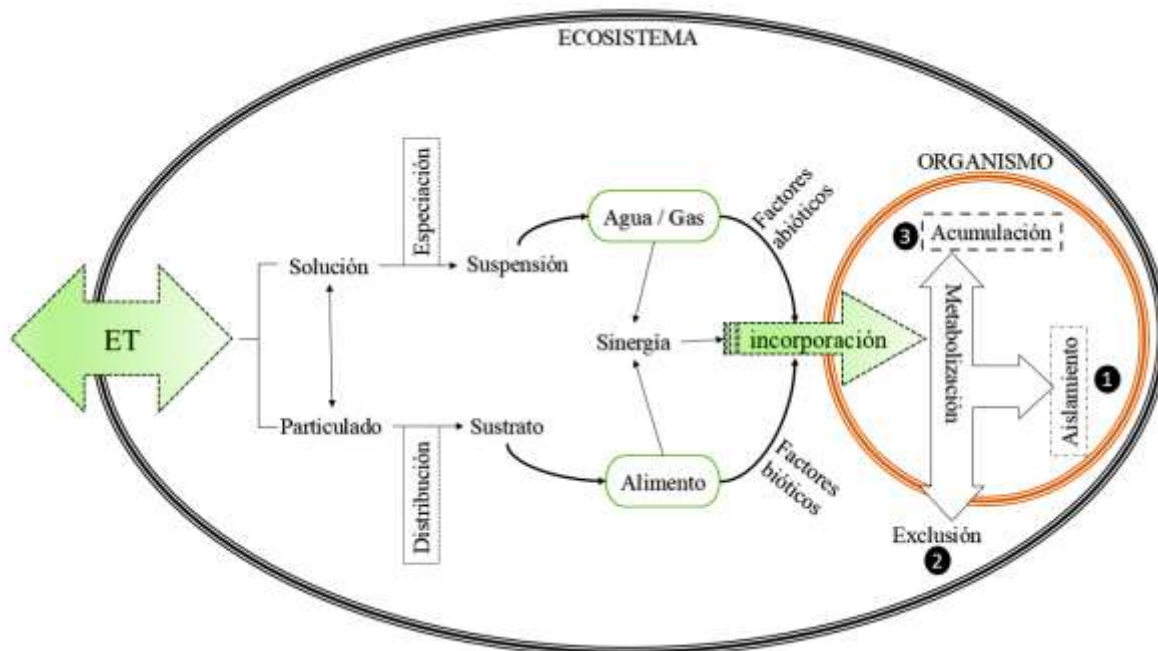 ECOSISTEMA
ORGANISMO
Especiación
Agua / Gas
Factores
abióticos
3
Acumulación
Solución
Suspensión
ET
Sinergía
incorporación
Metabolización
1
Aislamiento
Particulado
Sustrato
Distribución
Alimento
Factores
bióticos
Exclusión
2